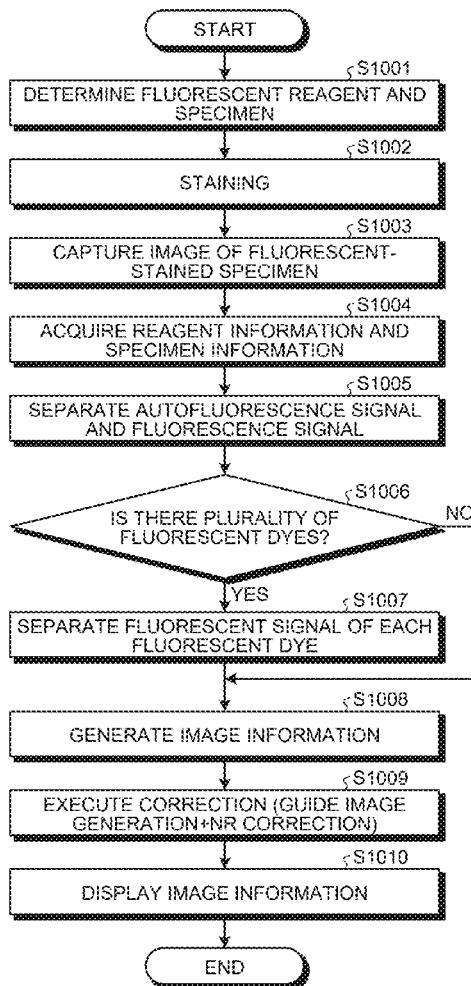 START
S1001
DETERMINE FLUORESCENT REAGENT AND
SPECIMEN
S1002
STAINING
S1003
CAPTURE IMAGE OF FLUORESCENT-
STAINED SPECIMEN
S1004
ACQUIRE REAGENT INFORMATION AND
SPECIMEN INFORMATION
S1005
SEPARATE AUTOFLUORESCENCE SIGNAL
AND FLUORESCENCE SIGNAL
S1006
IS THERE PLURALITY OF
FLUORESCENT DYES?
NO
YES
S1007
SEPARATE FLUORESCENT SIGNAL OF EACH
FLUORESCENT DYE
S1008
GENERATE IMAGE INFORMATION
S1009
EXECUTE CORRECTION (GUIDE IMAGE
GENERATION+NR CORRECTION)
S1010
DISPLAY IMAGE INFORMATION
END